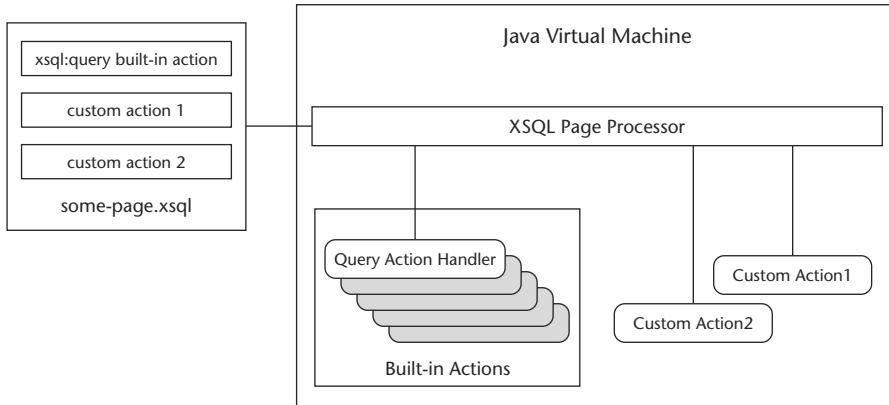 xsql:query built-in action
custom action 1
custom action 2
some-page.xsql
Java Virtual Machine
XSQL Page Processor
Query Action Handler
Built-in Actions
Custom Action1
Custom Action2